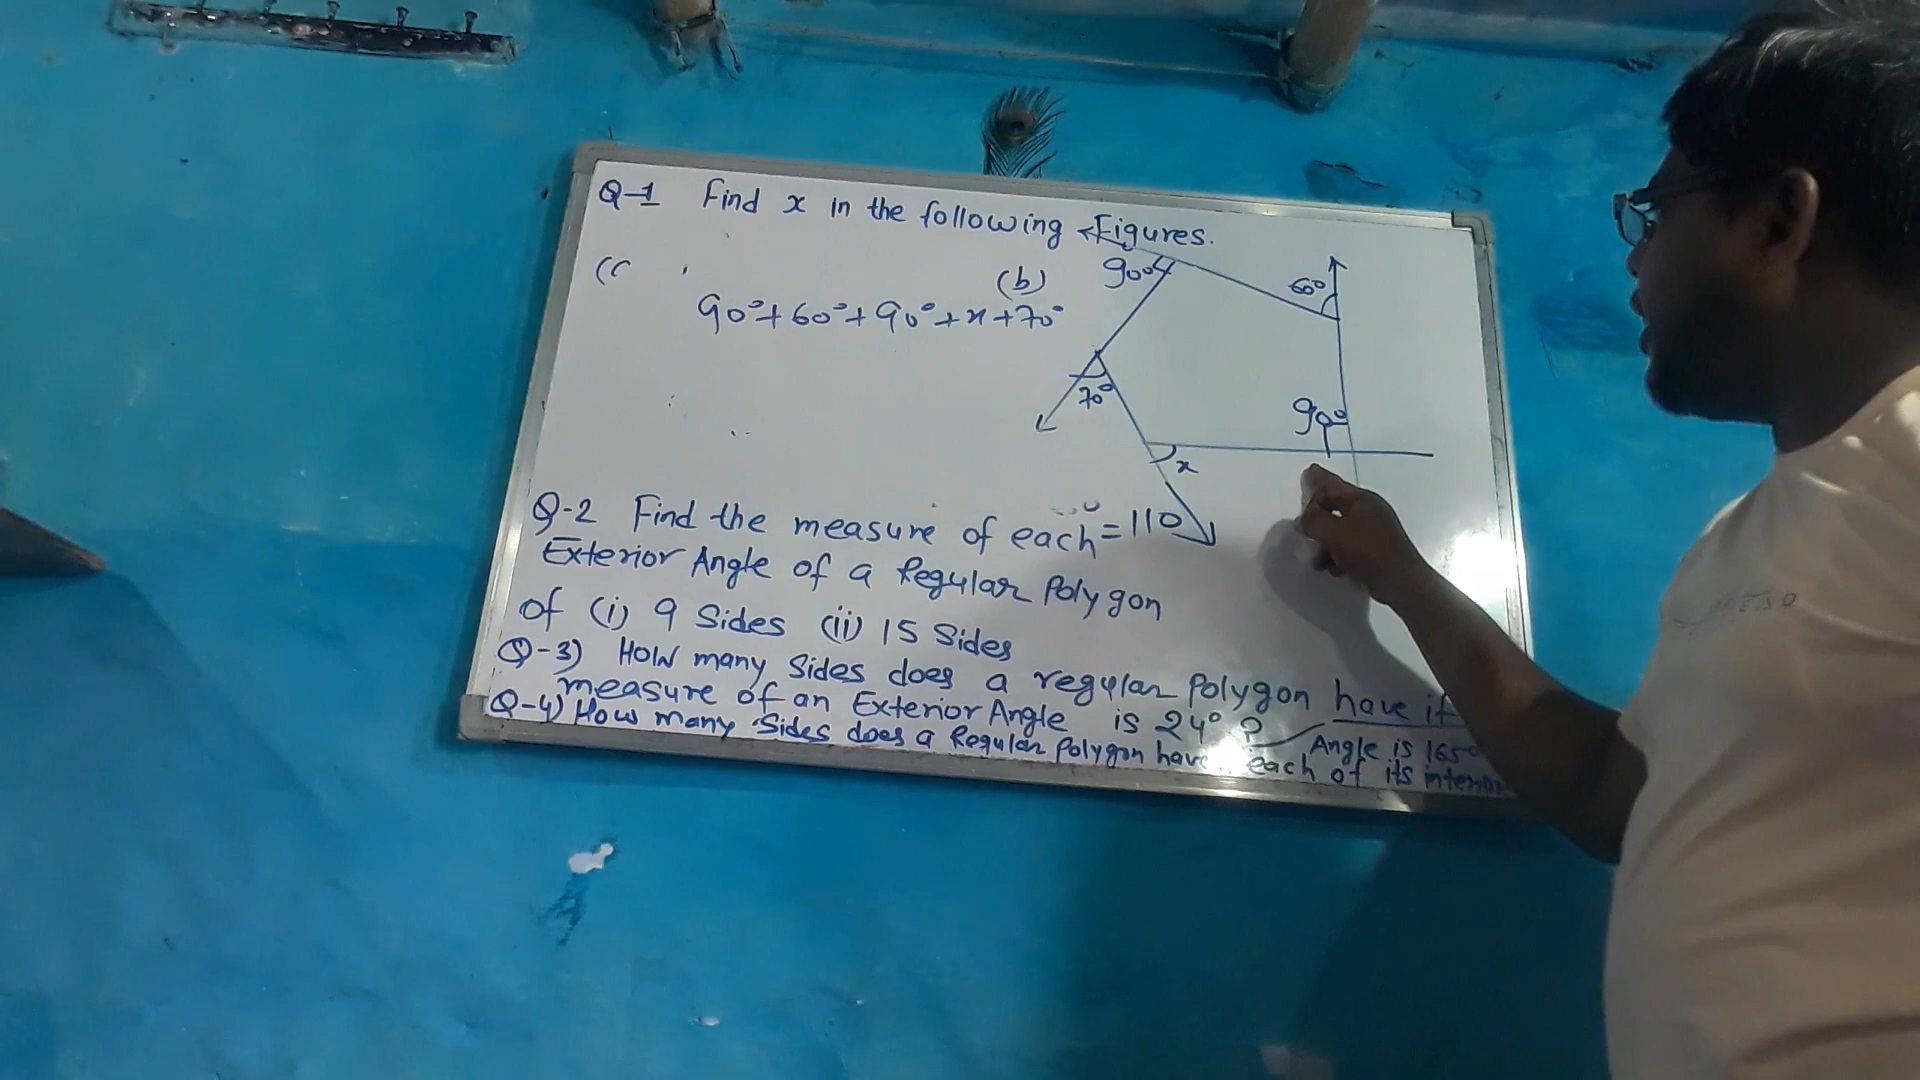 Q-1 Find x in the following Figures.
(b)
90°+60°+90°+x+70°
90°
60°
70°
90°
x
Q-2 Find the measure of each =110
Exterior Angle of a Regular Polygon
of (i) 9 Sides (ii) 15 Sides
Q-3) How many Sides does a regular Polygon have if
measure of an Exterior Angle is 24° ?
Angle is 165°
Q-4) How many Sides does a Regular Polygon have each of its interior